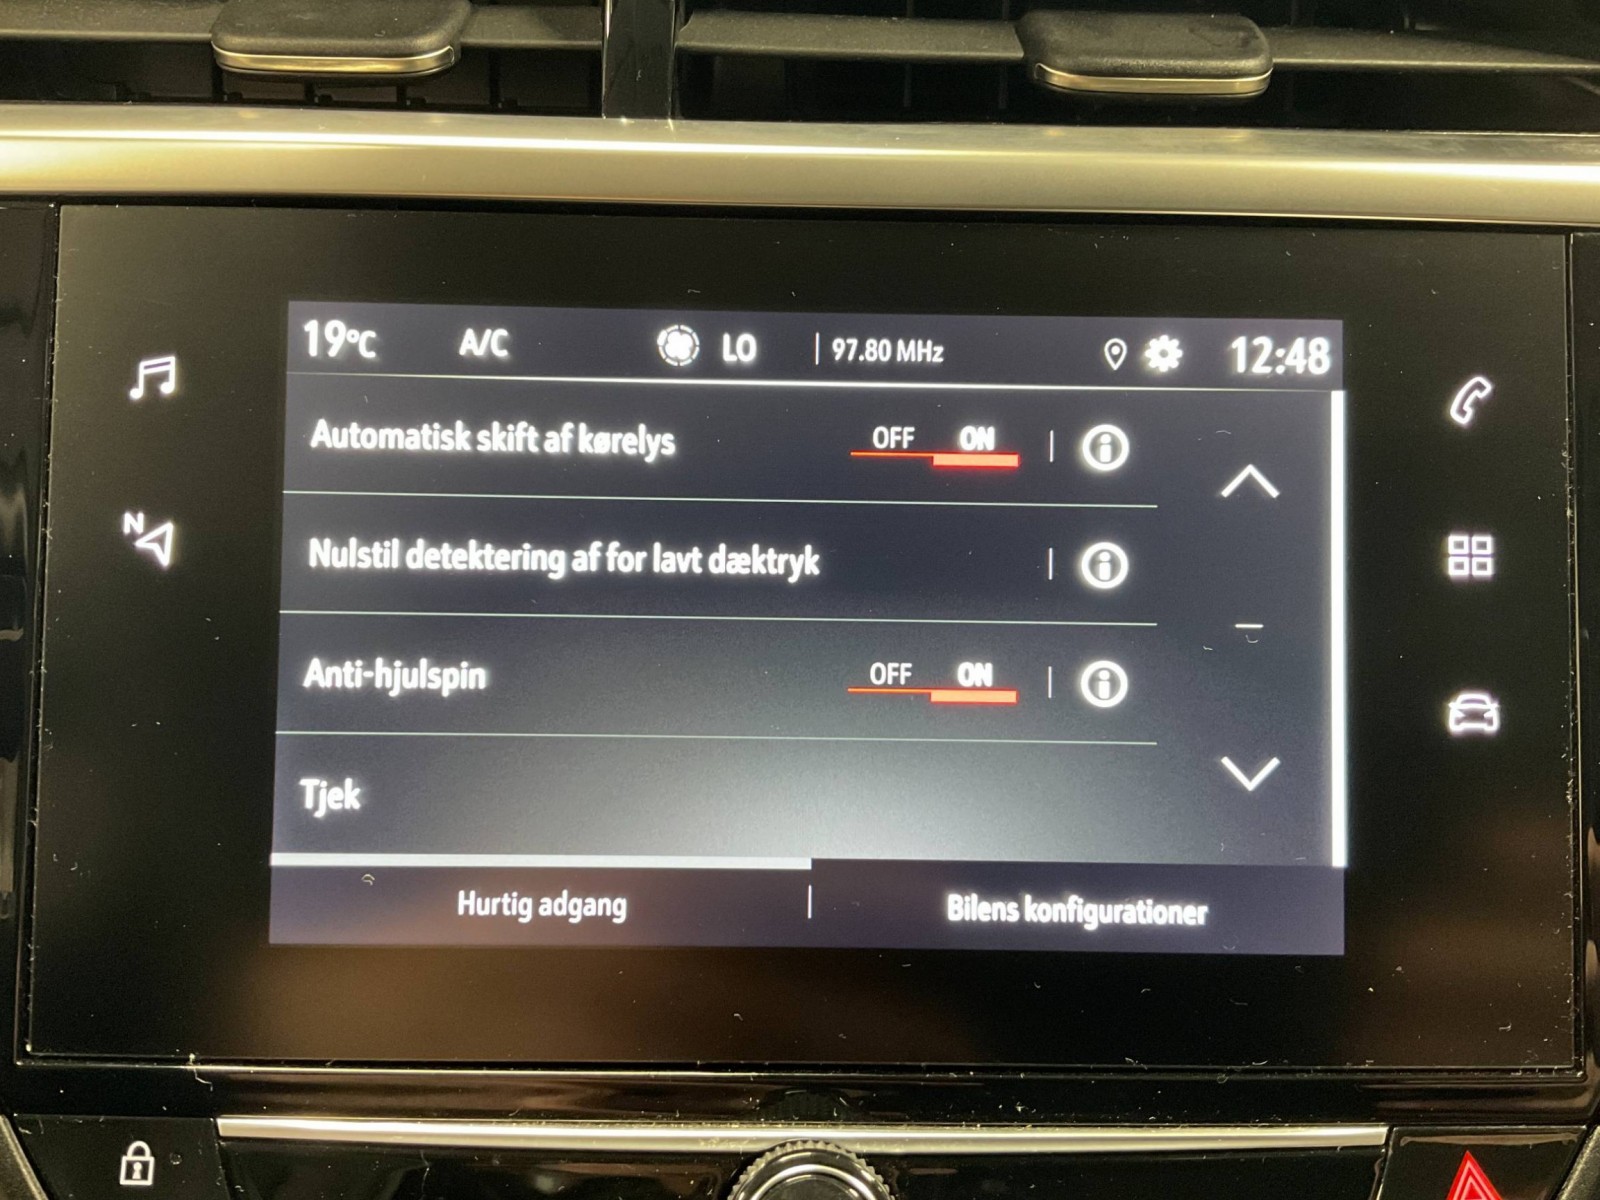 19°C A/C LO 97.80 MHz 12:48
Automatisk skift af kørelys OFF ON
Nulstil detektering af for lavt dæktryk
Anti-hjulspin OFF ON
Tjek
Hurtig adgang Bilens konfigurationer
N